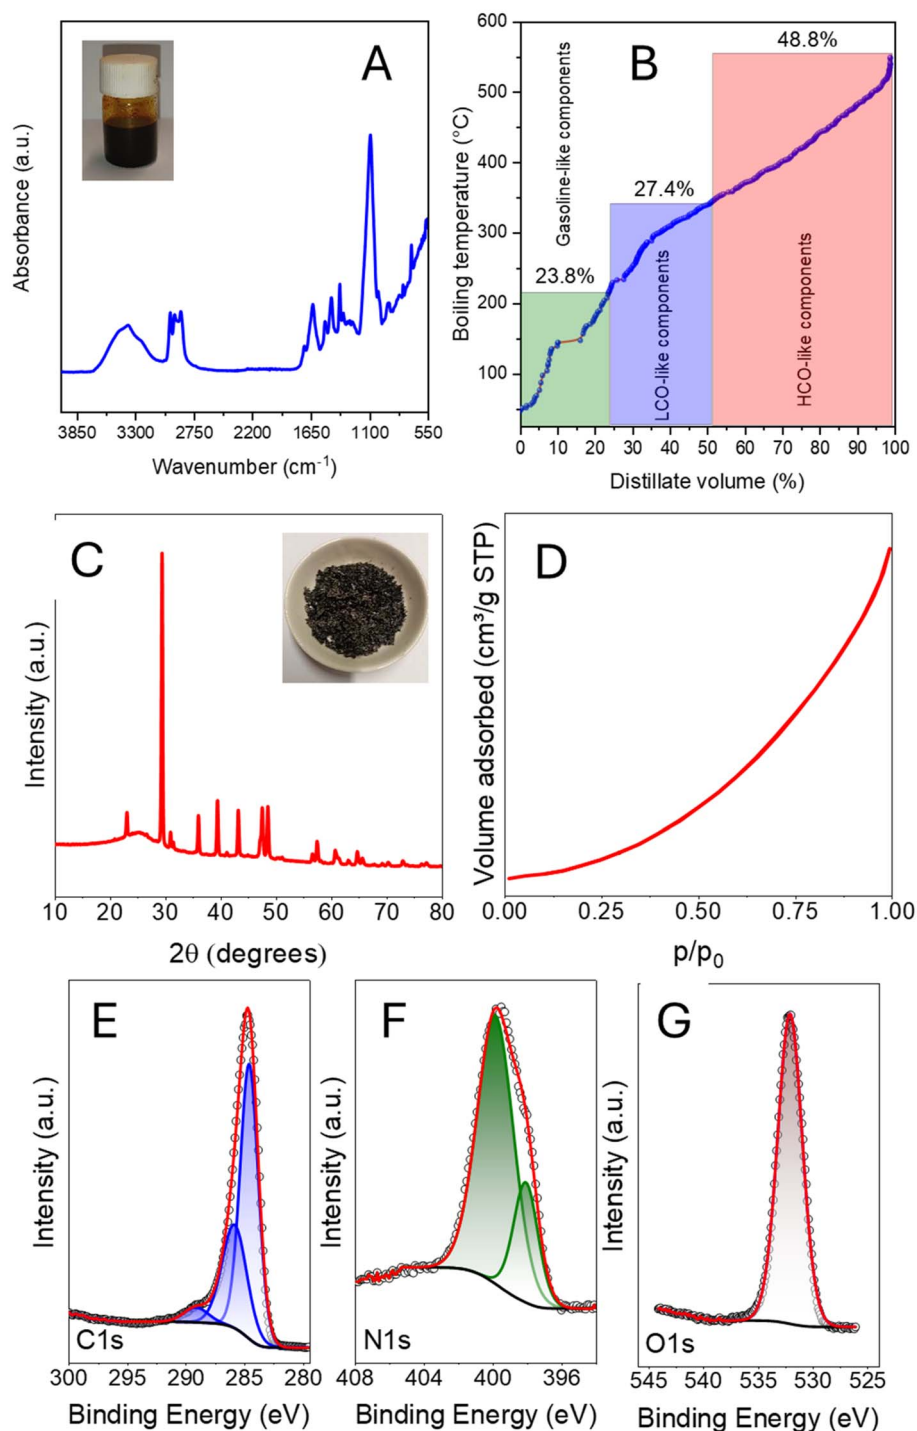 A
Absorbance (a.u.)
3850 3300 2750 2200 1650 1100 550
Wavenumber (cm⁻¹)
B
600
500
400
300
200
100
Boiling temperature (°C)
Gasoline-like components
23.8%
27.4%
LCO-like components
48.8%
HCO-like components
0 10 20 30 40 50 60 70 80 90 100
Distillate volume (%)
C
Intensity (a.u.)
10 20 30 40 50 60 70 80
2θ (degrees)
D
Volume adsorbed (cm³/g STP)
0.00 0.25 0.50 0.75 1.00
p/p₀
E
Intensity (a.u.)
C1s
300 295 290 285 280
Binding Energy (eV)
F
Intensity (a.u.)
N1s
408 404 400 396
Binding Energy (eV)
G
Intensity (a.u.)
O1s
545 540 535 530 525
Binding Energy (eV)